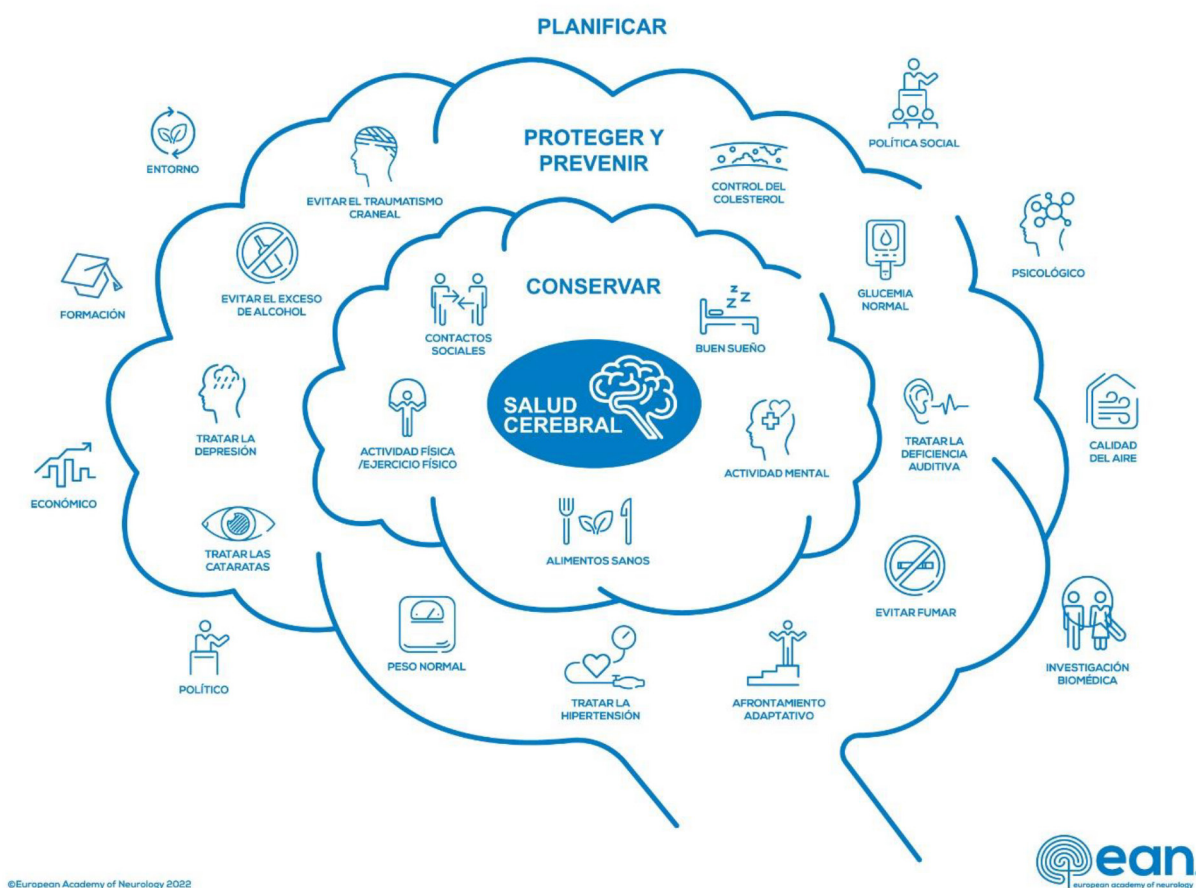 PLANIFICAR
ENTORNO
POLÍTICA SOCIAL
PROTEGER Y
PREVENIR
EVITAR EL TRAUMATISMO
CRANEAL
CONTROL DEL
COLESTEROL
PSICOLÓGICO
FORMACIÓN
EVITAR EL EXCESO
DE ALCOHOL
GLUCEMIA
NORMAL
CONSERVAR
CONTACTOS
SOCIALES
zz
zz
BUEN SUEÑO
SALUD
CEREBRAL
TRATAR LA
DEPRESIÓN
ACTIVIDAD FÍSICA
/EJERCICIO FÍSICO
ACTIVIDAD MENTAL
TRATAR LA
DEFICIENCIA
AUDITIVA
CALIDAD
DEL AIRE
ECONÓMICO
TRATAR LAS
CATARATAS
ALIMENTOS SANOS
EVITAR FUMAR
PESO NORMAL
POLÍTICO
TRATAR LA
HIPERTENSIÓN
AFRONTAMIENTO
ADAPTATIVO
INVESTIGACIÓN
BIOMÉDICA
©European Academy of Neurology 2022
ean
european academy of neurology